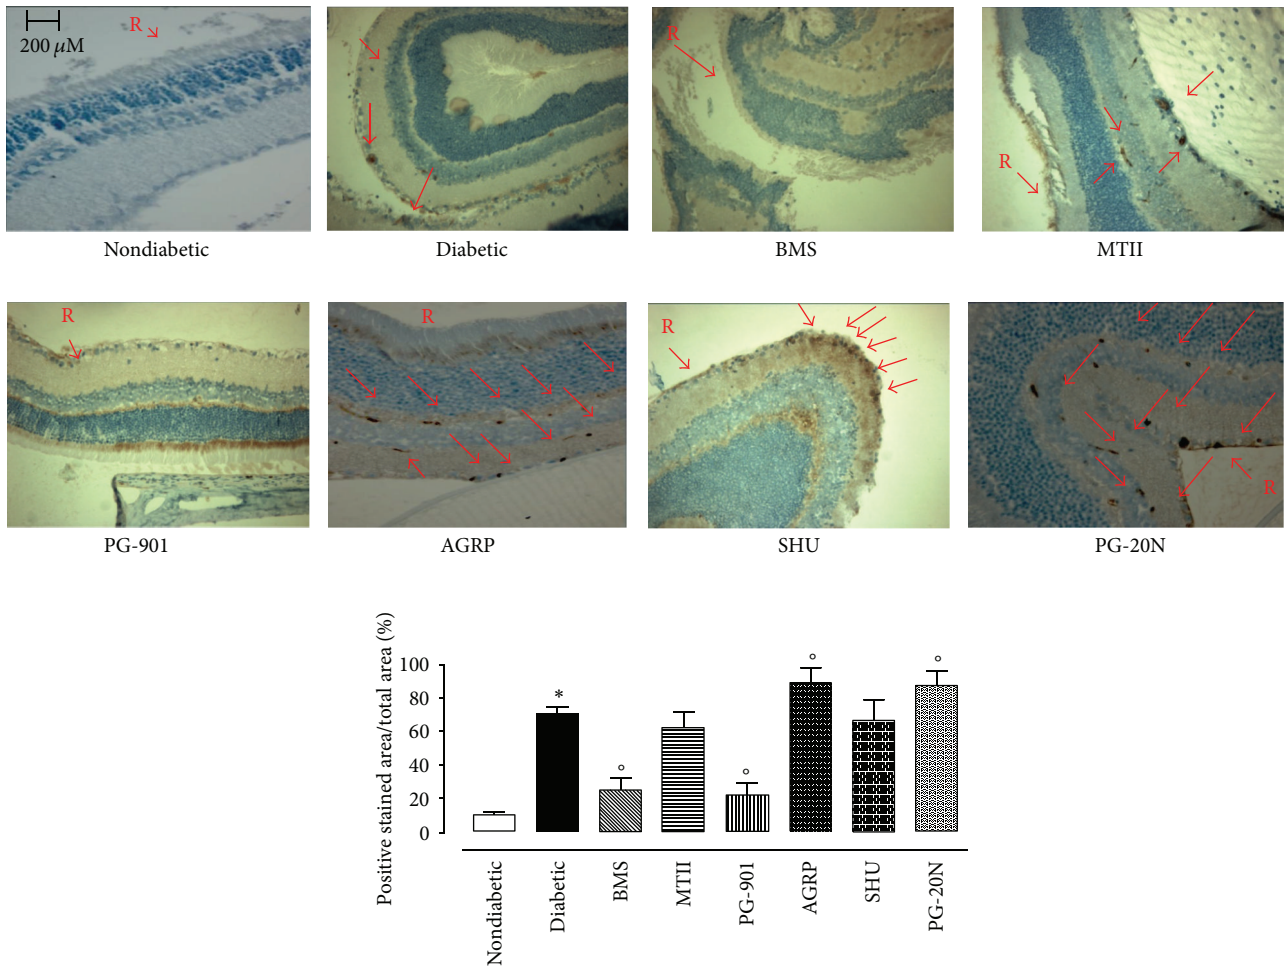 R
200 µM
R
R
Nondiabetic
Diabetic
BMS
MTII
R
R
R
R
PG-901
AGRP
SHU
PG-20N
Positive stained area/total area (%)
100
80
60
40
20
0
*
°
°
°
°
Nondiabetic
Diabetic
BMS
MTII
PG-901
AGRP
SHU
PG-20N